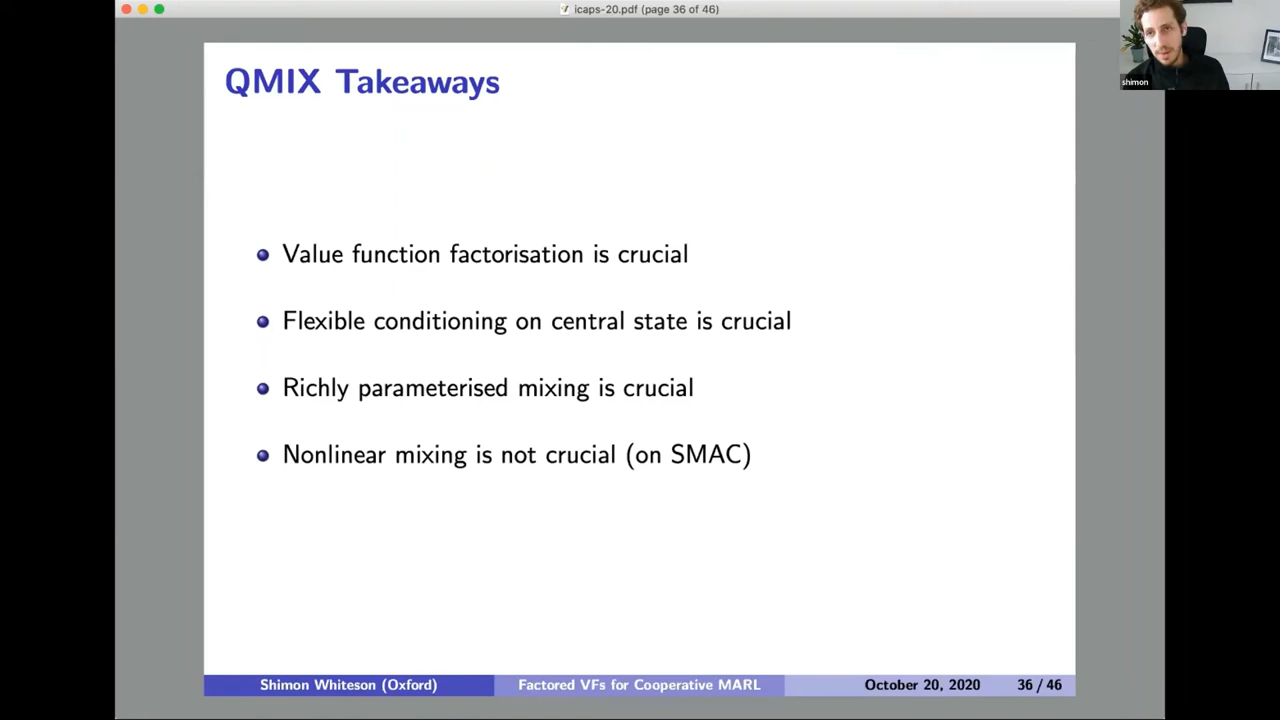 icaps-20.pdf (page 36 of 46)
shimon
QMIX Takeaways
Value function factorisation is crucial
Flexible conditioning on central state is crucial
Richly parameterised mixing is crucial
Nonlinear mixing is not crucial (on SMAC)
Shimon Whiteson (Oxford) Factored VFs for Cooperative MARL October 20, 2020 36 / 46